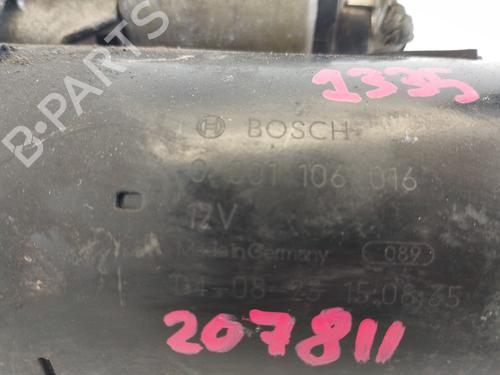 B-PARTS
1335
BOSCH
0 001 106 016
12V
Made in Germany
089
04-08-25 15:08:35
207811